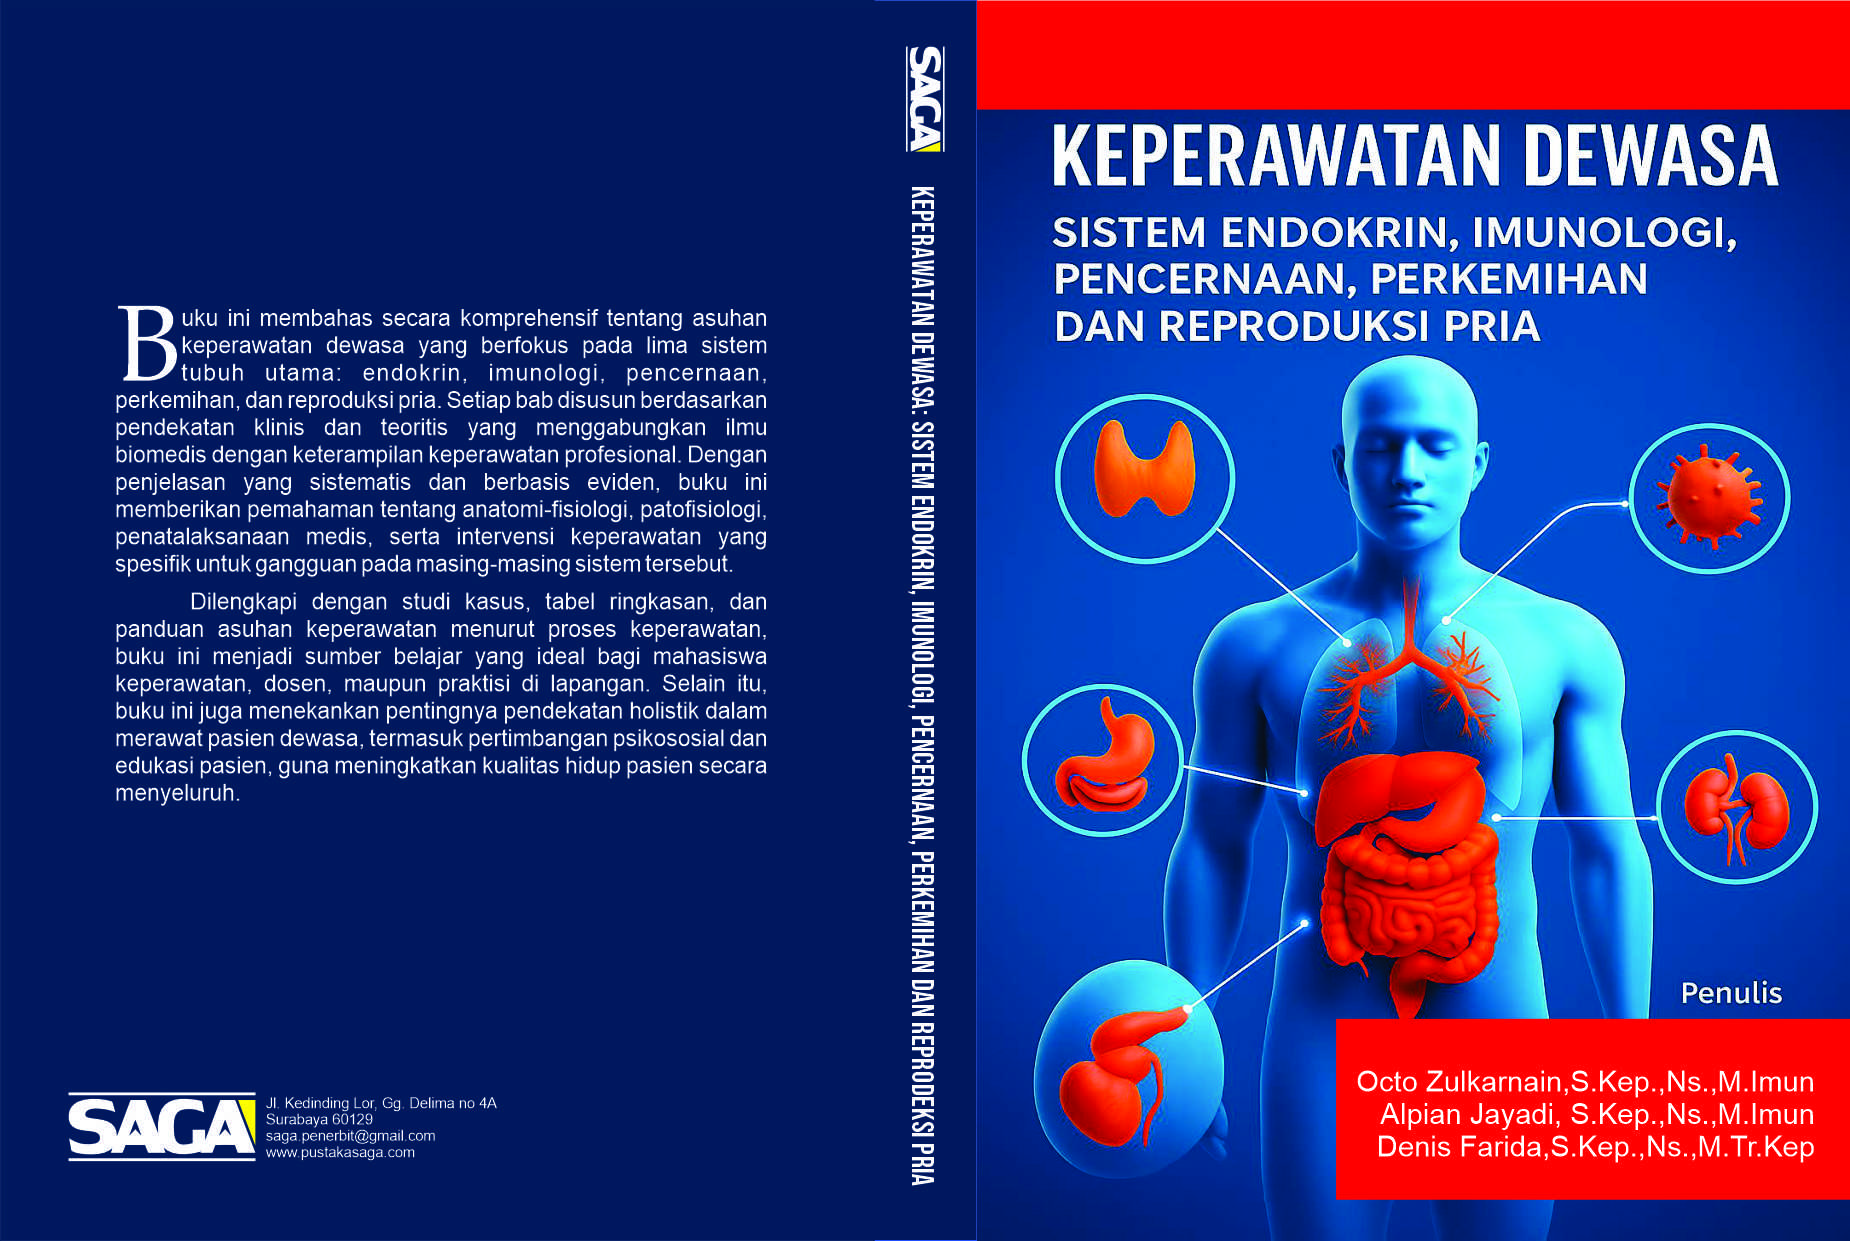 Buku ini membahas secara komprehensif tentang asuhan
keperawatan dewasa yang berfokus pada lima sistem
tubuh utama: endokrin, imunologi, pencernaan,
perkemihan, dan reproduksi pria. Setiap bab disusun berdasarkan
pendekatan klinis dan teoritis yang menggabungkan ilmu
biomedis dengan keterampilan keperawatan profesional. Dengan
penjelasan yang sistematis dan berbasis eviden, buku ini
memberikan pemahaman tentang anatomi-fisiologi, patofisiologi,
penatalaksanaan medis, serta intervensi keperawatan yang
spesifik untuk gangguan pada masing-masing sistem tersebut.
Dilengkapi dengan studi kasus, tabel ringkasan, dan
panduan asuhan keperawatan menurut proses keperawatan,
buku ini menjadi sumber belajar yang ideal bagi mahasiswa
keperawatan, dosen, maupun praktisi di lapangan. Selain itu,
buku ini juga menekankan pentingnya pendekatan holistik dalam
merawat pasien dewasa, termasuk pertimbangan psikososial dan
edukasi pasien, guna meningkatkan kualitas hidup pasien secara
menyeluruh.
SAGA
Jl. Kedinding Lor, Gg. Delima no 4A
Surabaya 60129
saga.penerbit@gmail.com
www.pustakasaga.com
SAGA
KEPERAWATAN DEWASA: SISTEM ENDOKRIN, IMUNOLOGI, PENCERNAAN, PERKEMIHAN DAN REPRODEKSI PRIA
KEPERAWATAN DEWASA
SISTEM ENDOKRIN, IMUNOLOGI,
PENCERNAAN, PERKEMIHAN
DAN REPRODUKSI PRIA
Penulis
Octo Zulkarnain,S.Kep.,Ns.,M.Imun
Alpian Jayadi, S.Kep.,Ns.,M.Imun
Denis Farida,S.Kep.,Ns.,M.Tr.Kep